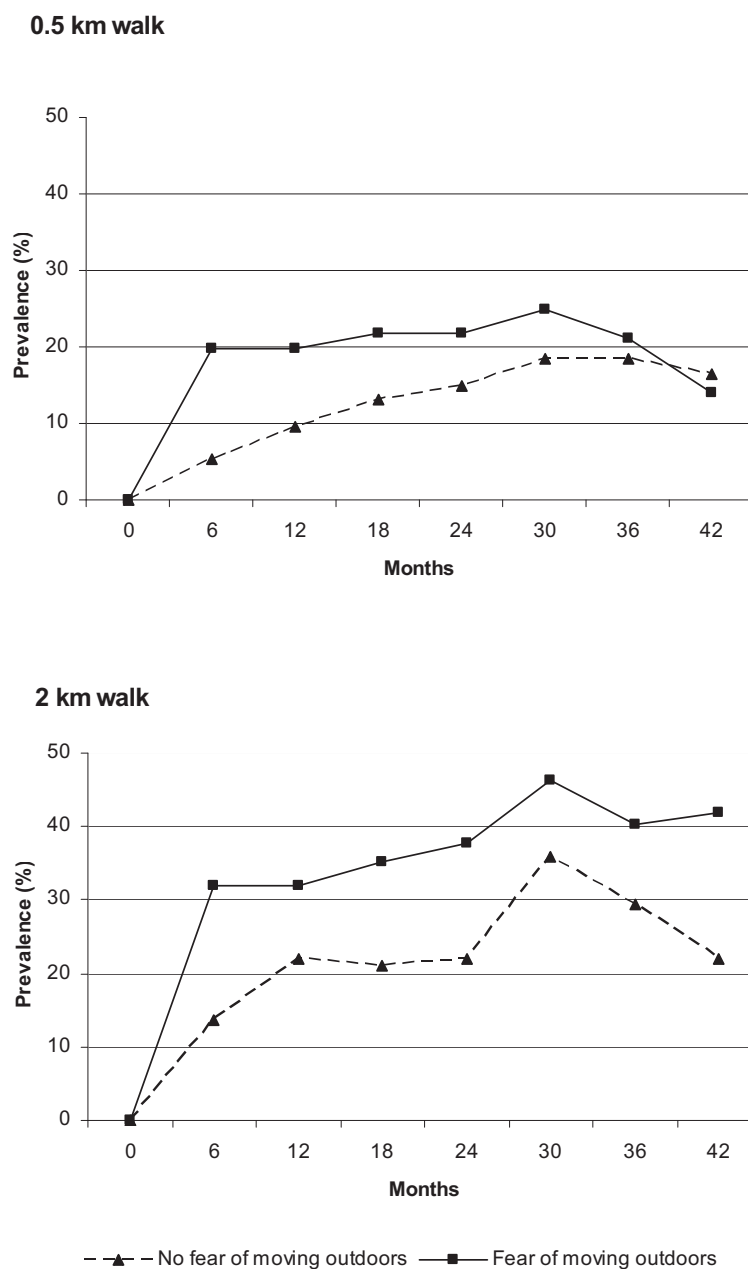 0.5 km walk
Prevalence (%)
50
40
30
20
10
0
0 6 12 18 24 30 36 42
Months
2 km walk
Prevalence (%)
50
40
30
20
10
0
0 6 12 18 24 30 36 42
Months
No fear of moving outdoors Fear of moving outdoors